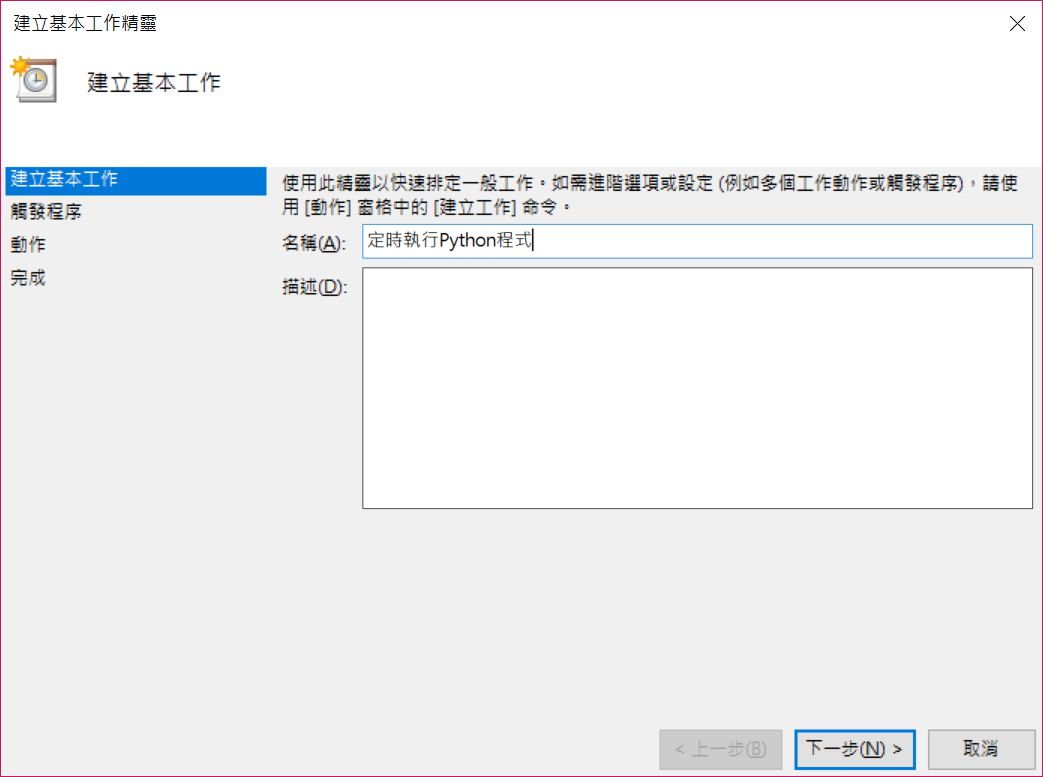 建立基本工作精靈
建立基本工作
建立基本工作
觸發程序
動作
完成
使用此精靈以快速排定一般工作。如需進階選項或設定 (例如多個工作動作或觸發程序)，請使
用 [動作] 窗格中的 [建立工作] 命令。
名稱(A): 定時執行Python程式
描述(D):
< 上一步(B) 下一步(N) > 取消